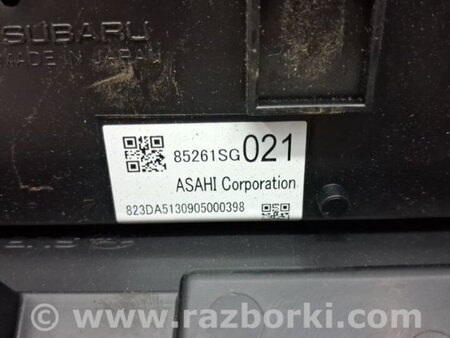 SUBARU
MADE IN JAPAN
85261SG021
ASAHI Corporation
823DA5130905000398
www.razborki.com